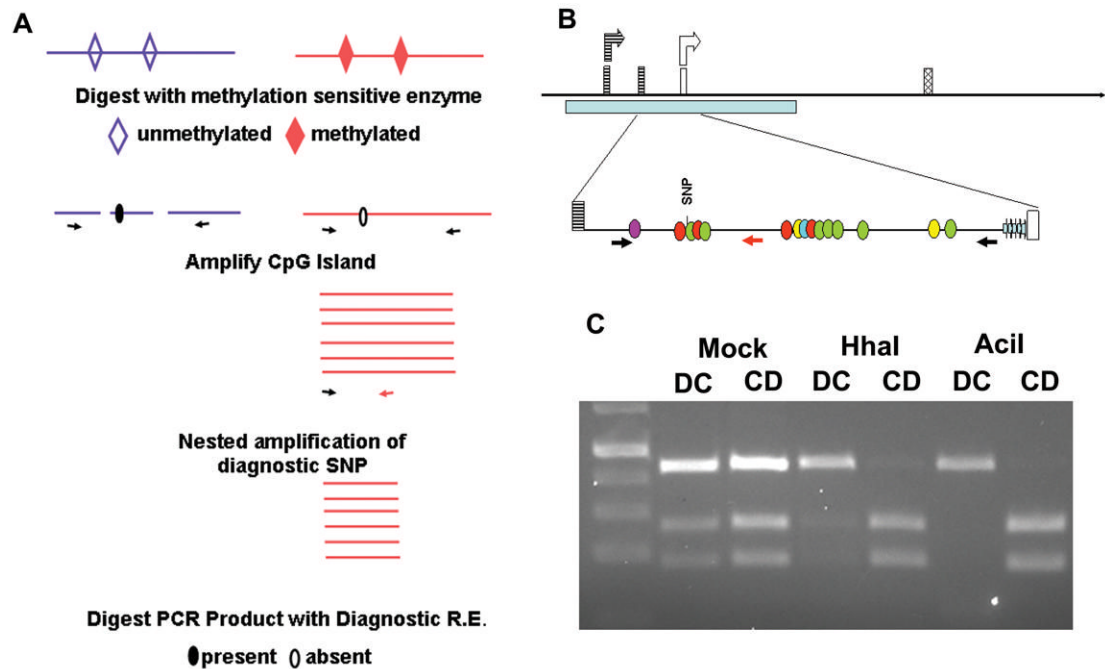 A
Digest with methylation sensitive enzyme
unmethylated methylated
Amplify CpG Island
Nested amplification of
diagnostic SNP
Digest PCR Product with Diagnostic R.E.
present absent
B
SNP
C
Mock HhaI AciI
DC CD DC CD DC CD